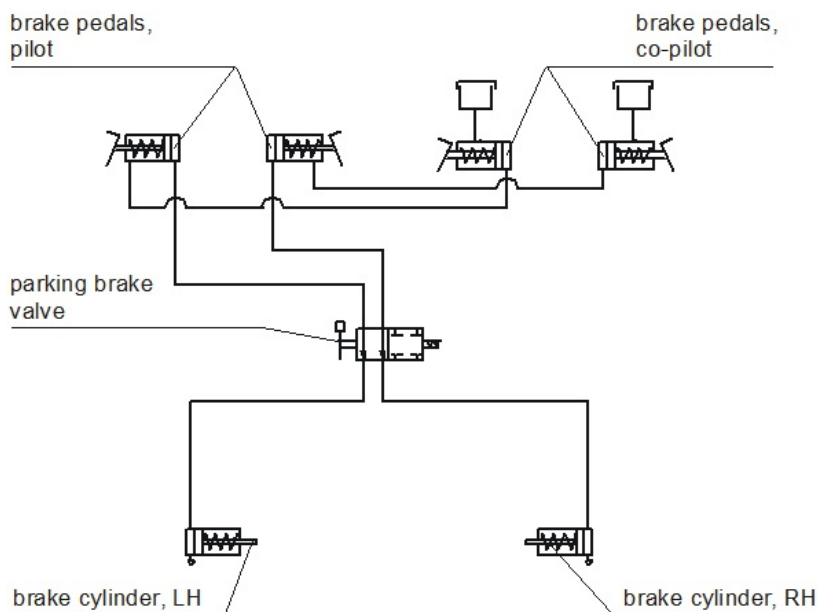 brake pedals,
pilot
brake pedals,
co-pilot
parking brake
valve
brake cylinder, LH
brake cylinder, RH